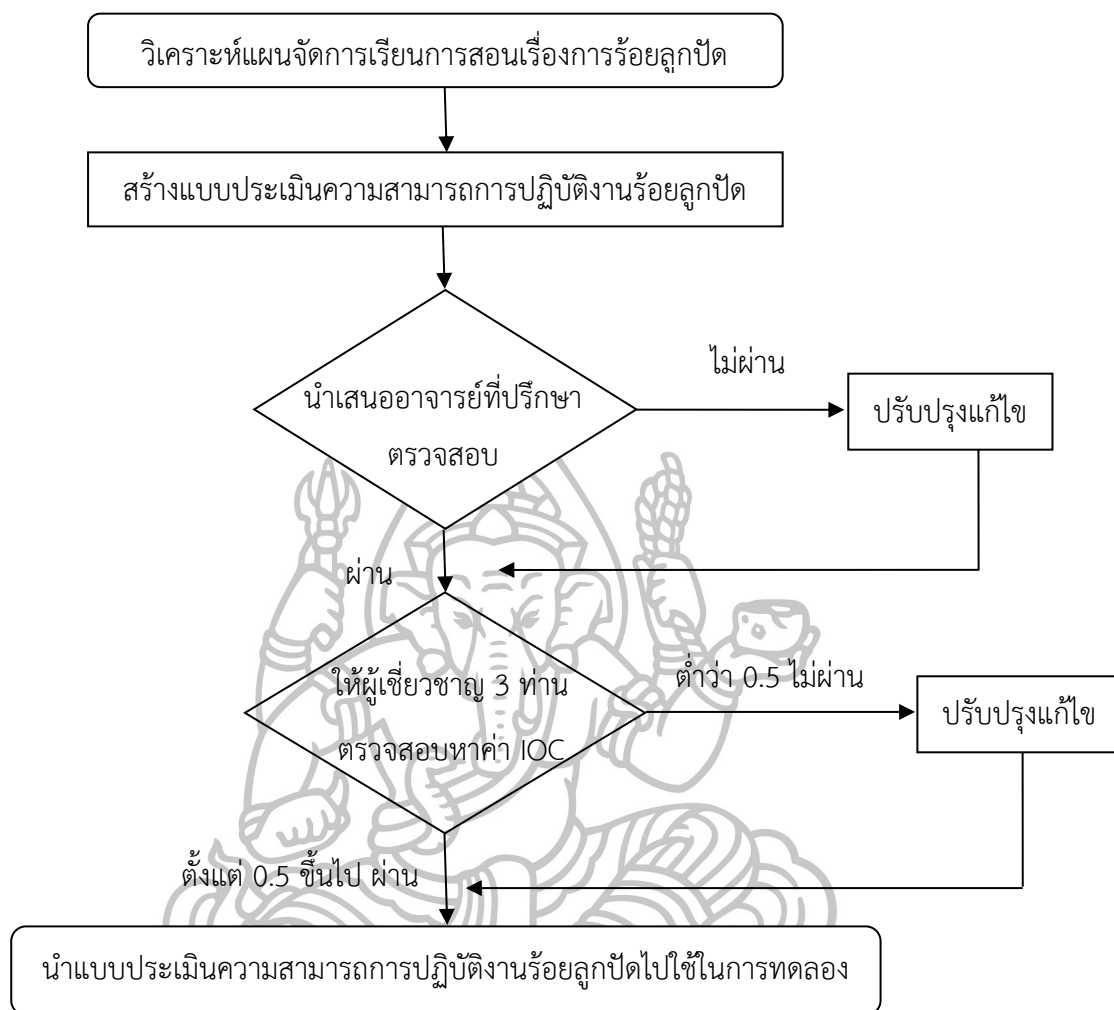 วิเคราะห์แผนจัดการเรียนการสอนเรื่องการร้อยลูกปัด
สร้างแบบประเมินความสามารถการปฏิบัติงานร้อยลูกปัด
ไม่ผ่าน
นำเสนออาจารย์ที่ปรึกษา
ตรวจสอบ
ปรับปรุงแก้ไข
ผ่าน
ให้ผู้เชี่ยวชาญ 3 ท่าน
ตรวจสอบหาค่า IOC
ต่ำว่า 0.5 ไม่ผ่าน
ปรับปรุงแก้ไข
ตั้งแต่ 0.5 ขึ้นไป ผ่าน
นำแบบประเมินความสามารถการปฏิบัติงานร้อยลูกปัดไปใช้ในการทดลอง